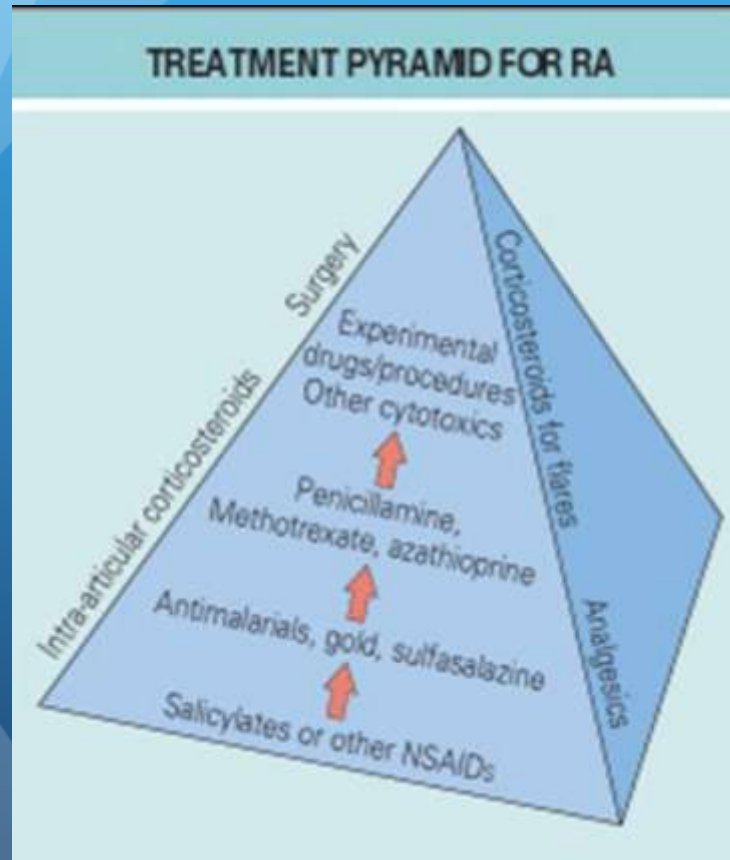 TREATMENT PYRAMID FOR RA
Surgery
Intra-articular corticosteroids
Experimental
drugs/procedures
Other cytotoxics
Penicillamine,
Methotrexate, azathioprine
Antimalarials, gold, sulfasalazine
Salicylates or other NSAIDs
Corticosteroids for flares
Analgesics